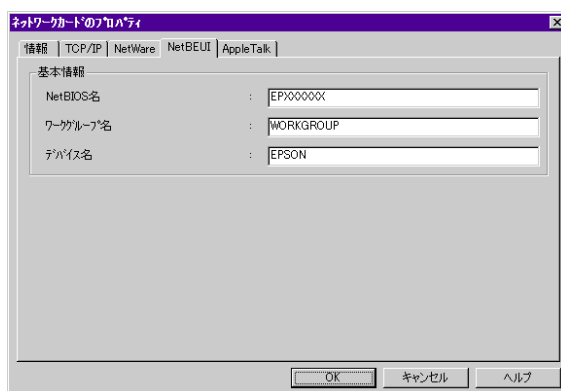 ネットワークカードのプロパティ
情報 TCP/IP NetWare NetBEUI AppleTalk
基本情報
NetBIOS名 : EPXXXXXX
ワークグループ名 : WORKGROUP
デバイス名 : EPSON
OK キャンセル ヘルプ